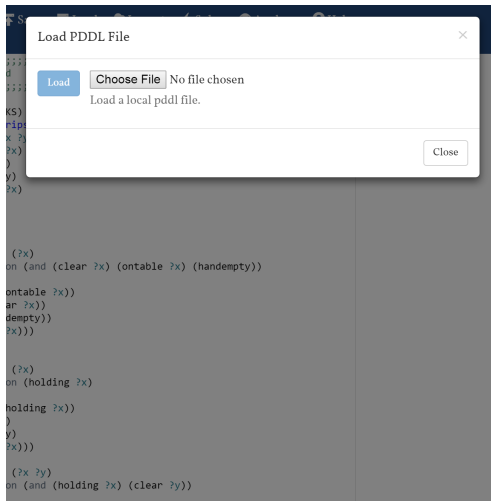 Load PDDL File ×
Load Choose File No file chosen
Load a local pddl file.
Close
KS)
x ?y
?x)
)
y)
?x)
(?x)
on (and (clear ?x) (ontable ?x) (handempty))
ontable ?x))
ar ?x))
dempty))
?x)))
(?x)
on (holding ?x)
holding ?x))
)
y)
?x)))
(?x ?y)
on (and (holding ?x) (clear ?y))